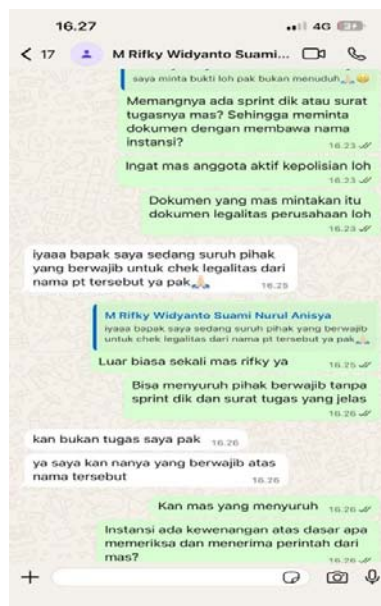 16.27
4G
17
M Rifky Widyanto Suami...
saya minta bukti loh pak bukan menuduh🙏🏻😊
Memangnya ada sprint dik atau surat
tugasnya mas? Sehingga meminta
dokumen dengan membawa nama
instansi?
16.23
Ingat mas anggota aktif kepolisian loh
16.23
Dokumen yang mas mintakan itu
dokumen legalitas perusahaan loh
16.23
iyaaa bapak saya sedang suruh pihak
yang berwajib untuk chek legalitas dari
nama pt tersebut ya pak🙏🏻
16.25
M Rifky Widyanto Suami Nurul Anisya
iyaaa bapak saya sedang suruh pihak yang berwajib
untuk chek legalitas dari nama pt tersebut ya pak🙏🏻
Luar biasa sekali mas rifky ya
16.25
Bisa menyuruh pihak berwajib tanpa
sprint dik dan surat tugas yang jelas
16.26
kan bukan tugas saya pak
16.26
ya saya kan nanya yang berwajib atas
nama tersebut
16.26
Kan mas yang menyuruh
16.26
Instansi ada kewenangan atas dasar apa
memeriksa dan menerima perintah dari
mas?
16.26